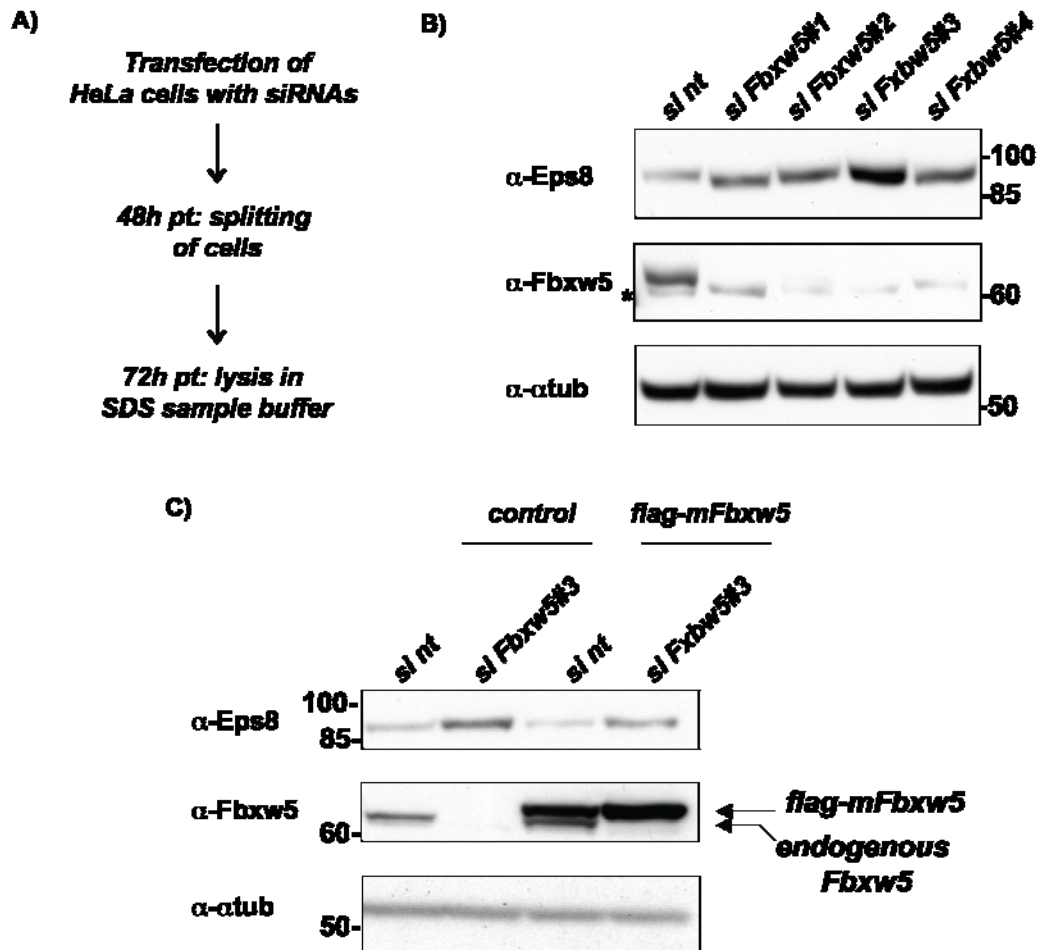 A)
Transfection of
HeLa cells with siRNAs
48h pt: splitting
of cells
72h pt: lysis in
SDS sample buffer
B)
si nt
si Fbxw5#1
si Fbxw5#2
si Fxbw5#3
si Fxbw5#4
α-Eps8
-100
-85
α-Fbxw5
*
-60
α-αtub
-50
C)
control
flag-mFbxw5
si nt
si Fbxw5#3
si nt
si Fxbw5#3
α-Eps8
100-
85-
α-Fbxw5
60-
flag-mFbxw5
endogenous
Fbxw5
α-αtub
50-